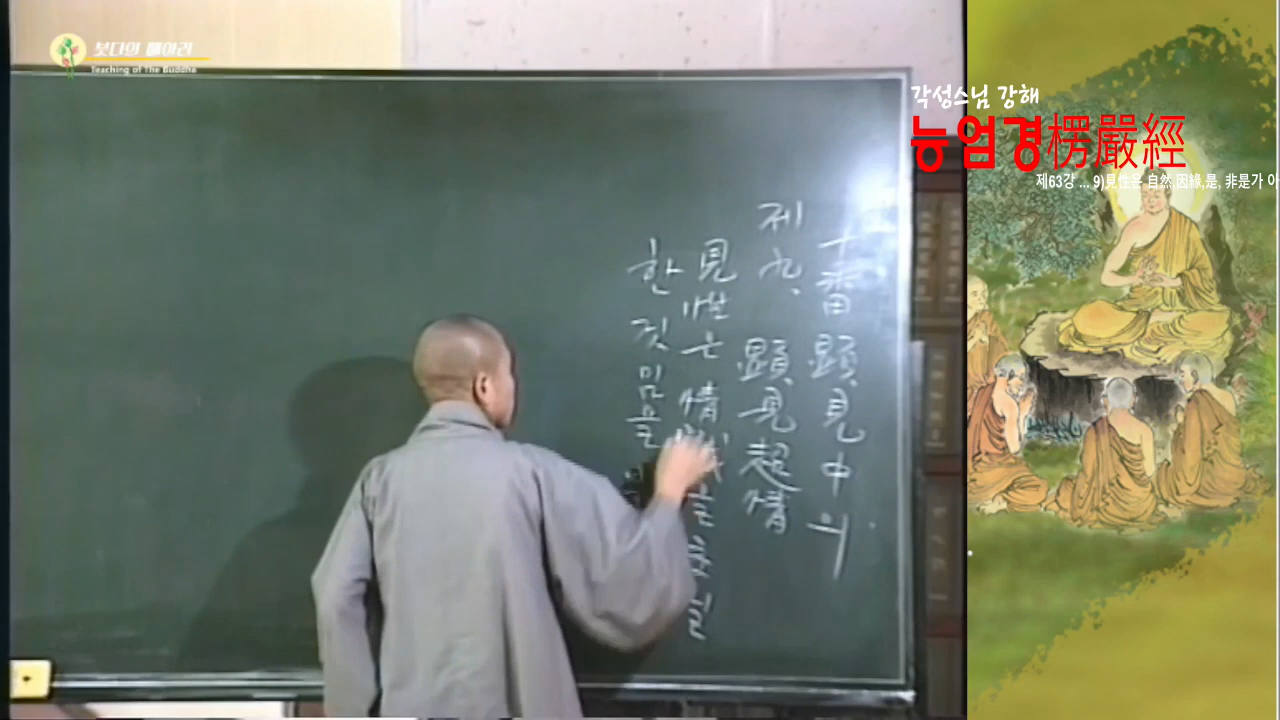 붓다의 메아리
Teaching of The Buddha
각성스님 강해
능엄경楞嚴經
제63강 ... 9)見性은 自然,因緣,是, 非是가 아
十番 顯見中의
제九、顯見超情
見性은 情
한 것임을